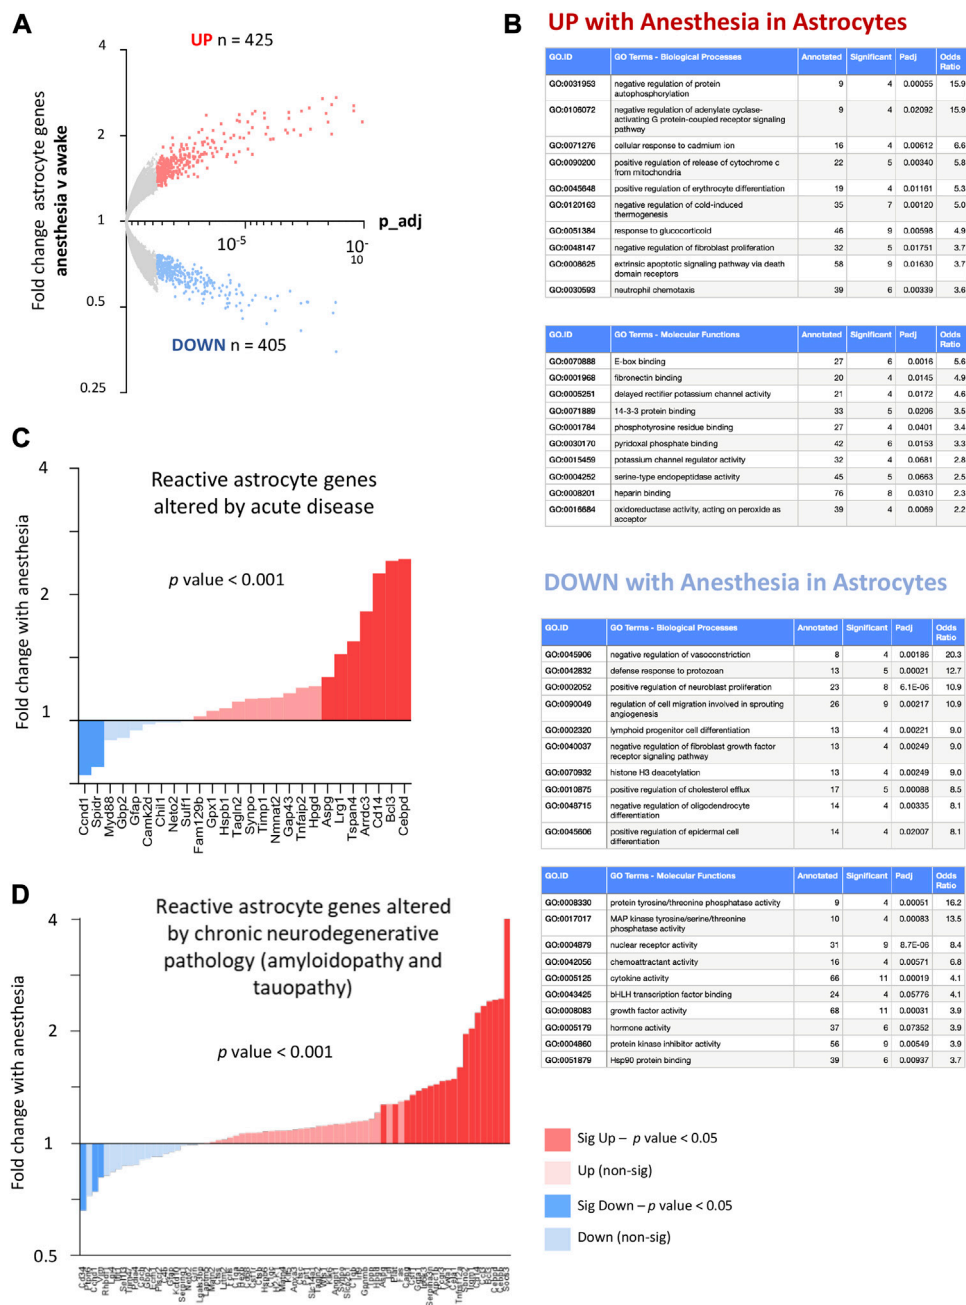 A
UP n = 425
4
2
1
0.5
0.25
Fold change astrocyte genes
anesthesia v awake
p_adj
10-5
10-
10
DOWN n = 405
B
UP with Anesthesia in Astrocytes
GO.ID GO Terms - Biological Processes Annotated Significant Padj Odds Ratio
GO:0031953 negative regulation of protein autophosphorylation 9 4 0.00055 15.9
GO:0106072 negative regulation of adenylate cyclase-activating G protein-coupled receptor signaling pathway 9 4 0.02092 15.9
GO:0071276 cellular response to cadmium ion 16 4 0.00612 6.6
GO:0090200 positive regulation of release of cytochrome c from mitochondria 22 5 0.00340 5.8
GO:0045648 positive regulation of erythrocyte differentiation 19 4 0.01161 5.3
GO:0120163 negative regulation of cold-induced thermogenesis 35 7 0.00120 5.0
GO:0051384 response to glucocorticoid 46 9 0.00598 4.9
GO:0048147 negative regulation of fibroblast proliferation 32 5 0.01751 3.7
GO:0008625 extrinsic apoptotic signaling pathway via death domain receptors 58 9 0.01630 3.7
GO:0030593 neutrophil chemotaxis 39 6 0.00339 3.6
GO.ID GO Terms - Molecular Functions Annotated Significant Padj Odds Ratio
GO:0070888 E-box binding 27 6 0.0016 5.6
GO:0001968 fibronectin binding 20 4 0.0145 4.9
GO:0005251 delayed rectifier potassium channel activity 21 4 0.0172 4.6
GO:0071889 14-3-3 protein binding 33 5 0.0206 3.5
GO:0001784 phosphotyrosine residue binding 27 4 0.0401 3.4
GO:0030170 pyridoxal phosphate binding 42 6 0.0153 3.3
GO:0015459 potassium channel regulator activity 32 4 0.0681 2.8
GO:0004252 serine-type endopeptidase activity 45 5 0.0663 2.5
GO:0008201 heparin binding 76 8 0.0310 2.3
GO:0016684 oxidoreductase activity, acting on peroxide as acceptor 39 4 0.0069 2.2
DOWN with Anesthesia in Astrocytes
GO.ID GO Terms - Biological Processes Annotated Significant Padj Odds Ratio
GO:0045906 negative regulation of vasoconstriction 8 4 0.00186 20.3
GO:0042832 defense response to protozoan 13 5 0.00021 12.7
GO:0002052 positive regulation of neuroblast proliferation 23 8 6.1E-06 10.9
GO:0090049 regulation of cell migration involved in sprouting angiogenesis 26 9 0.00217 10.9
GO:0002320 lymphoid progenitor cell differentiation 13 4 0.00221 9.0
GO:0040037 negative regulation of fibroblast growth factor receptor signaling pathway 13 4 0.00249 9.0
GO:0070932 histone H3 deacetylation 13 4 0.00249 9.0
GO:0010875 positive regulation of cholesterol efflux 17 5 0.00088 8.5
GO:0048715 negative regulation of oligodendrocyte differentiation 14 4 0.00335 8.1
GO:0045606 positive regulation of epidermal cell differentiation 14 4 0.02007 8.1
GO.ID GO Terms - Molecular Functions Annotated Significant Padj Odds Ratio
GO:0008330 protein tyrosine/threonine phosphatase activity 9 4 0.00051 16.2
GO:0017017 MAP kinase tyrosine/serine/threonine phosphatase activity 10 4 0.00083 13.5
GO:0004879 nuclear receptor activity 31 9 8.7E-06 8.4
GO:0042056 chemoattractant activity 16 4 0.00571 6.8
GO:0005125 cytokine activity 66 11 0.00019 4.1
GO:0043425 bHLH transcription factor binding 24 4 0.05776 4.1
GO:0008083 growth factor activity 68 11 0.00031 3.9
GO:0005179 hormone activity 37 6 0.07352 3.9
GO:0004860 protein kinase inhibitor activity 56 9 0.00549 3.9
GO:0051879 Hsp90 protein binding 39 6 0.00937 3.7
C
Reactive astrocyte genes
altered by acute disease
p value < 0.001
Fold change with anesthesia
4
2
1
Ccnd1
Spidr
Myd88
Gbp2
Gfap
Camk2d
Chil1
Neto2
Sulf1
Fam129b
Gpx1
Hspb1
Tagln2
Synpo
Timp1
Nmnat2
Gap43
Tnfaip2
Hpgd
Aspg
Lrg1
Tspan4
Arrdc3
Cd14
Bcl3
Cebpd
D
Reactive astrocyte genes altered
by chronic neurodegenerative
pathology (amyloidopathy and
tauopathy)
p value < 0.001
Fold change with anesthesia
4
2
1
0.5
Socs3
Sig Up – p value < 0.05
Up (non-sig)
Sig Down – p value < 0.05
Down (non-sig)